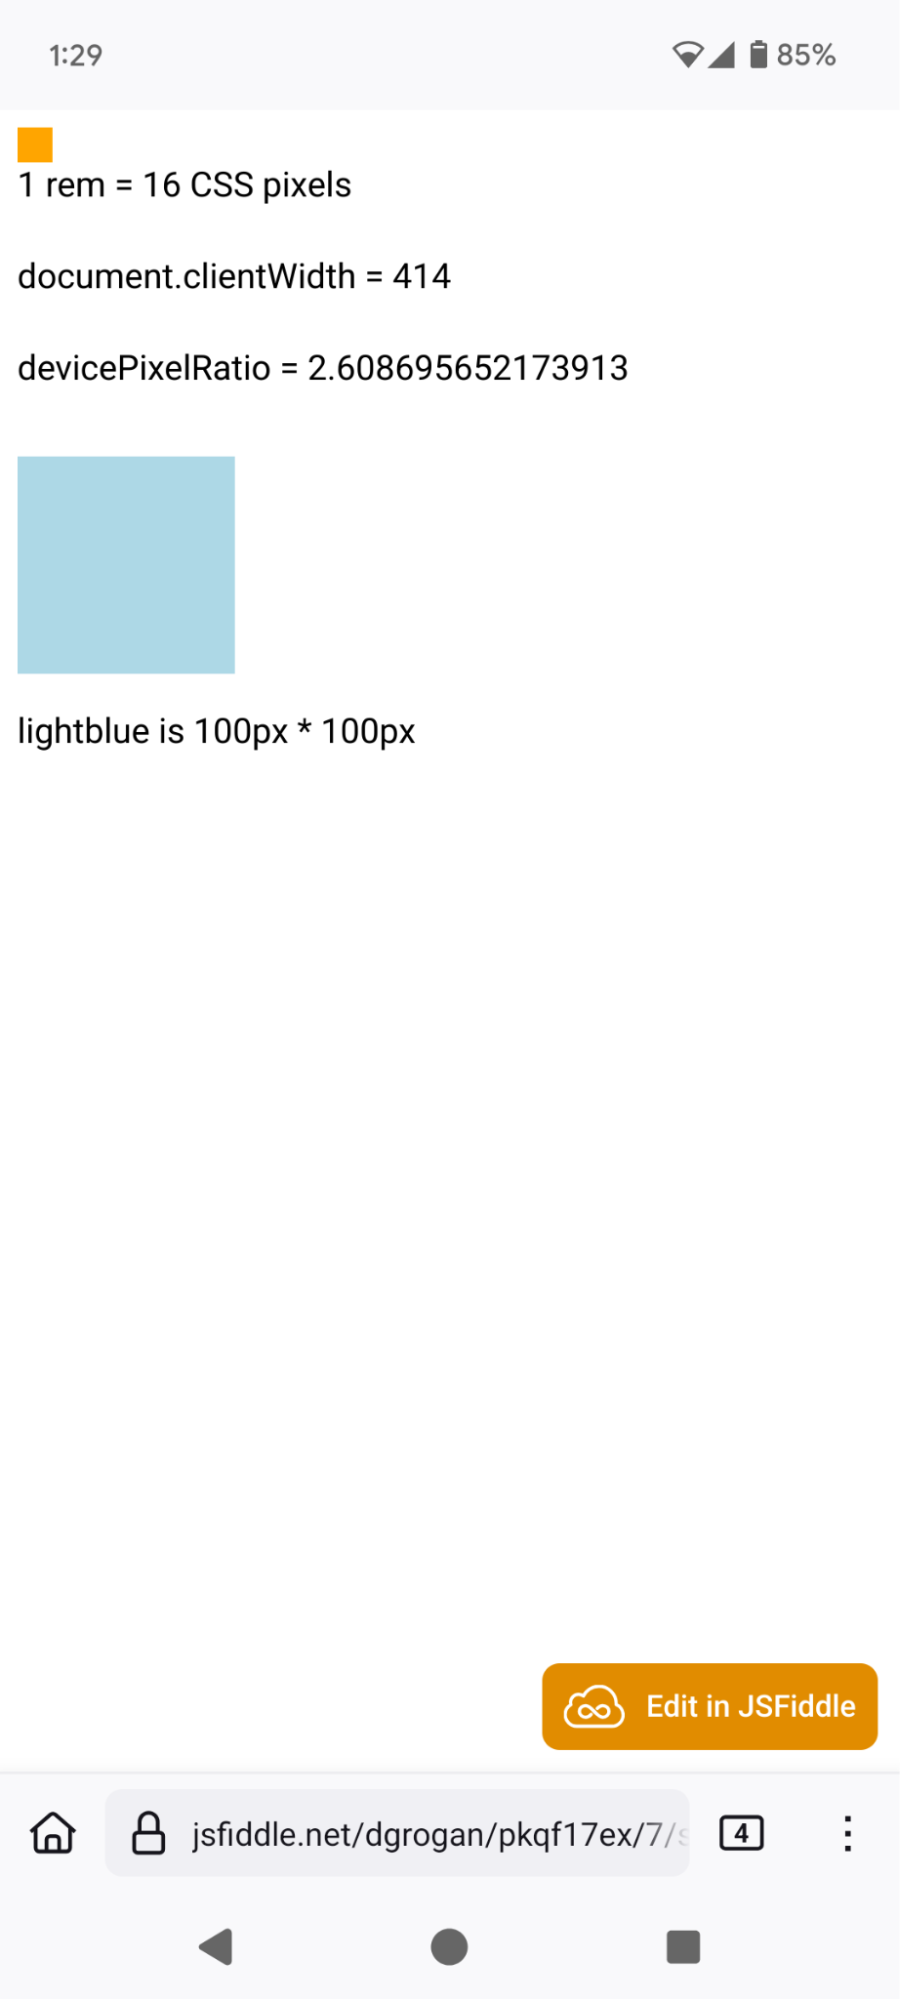 1:29
85%
1 rem = 16 CSS pixels
document.clientWidth = 414
devicePixelRatio = 2.608695652173913
lightblue is 100px * 100px
Edit in JSFiddle
jsfiddle.net/dgrogan/pkqf17ex/7/
4